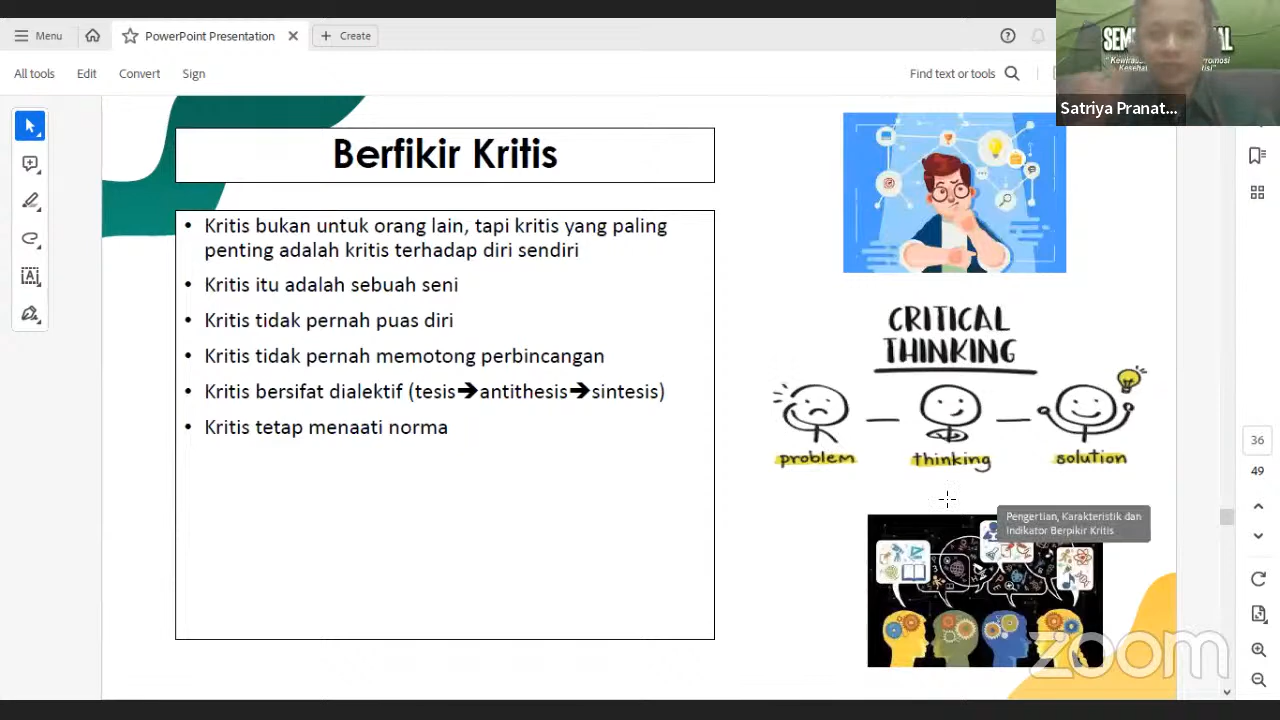 Menu
PowerPoint Presentation
Create
All tools
Edit
Convert
Sign
Find text or tools
Satriya Pranat...
Berfikir Kritis
• Kritis bukan untuk orang lain, tapi kritis yang paling
penting adalah kritis terhadap diri sendiri
• Kritis itu adalah sebuah seni
• Kritis tidak pernah puas diri
• Kritis tidak pernah memotong perbincangan
• Kritis bersifat dialektif (tesis➔antithesis➔sintesis)
• Kritis tetap menaati norma
CRITICAL
THINKING
problem
thinking
solution
Pengertian, Karakteristik dan
Indikator Berpikir Kritis
36
49
zoom